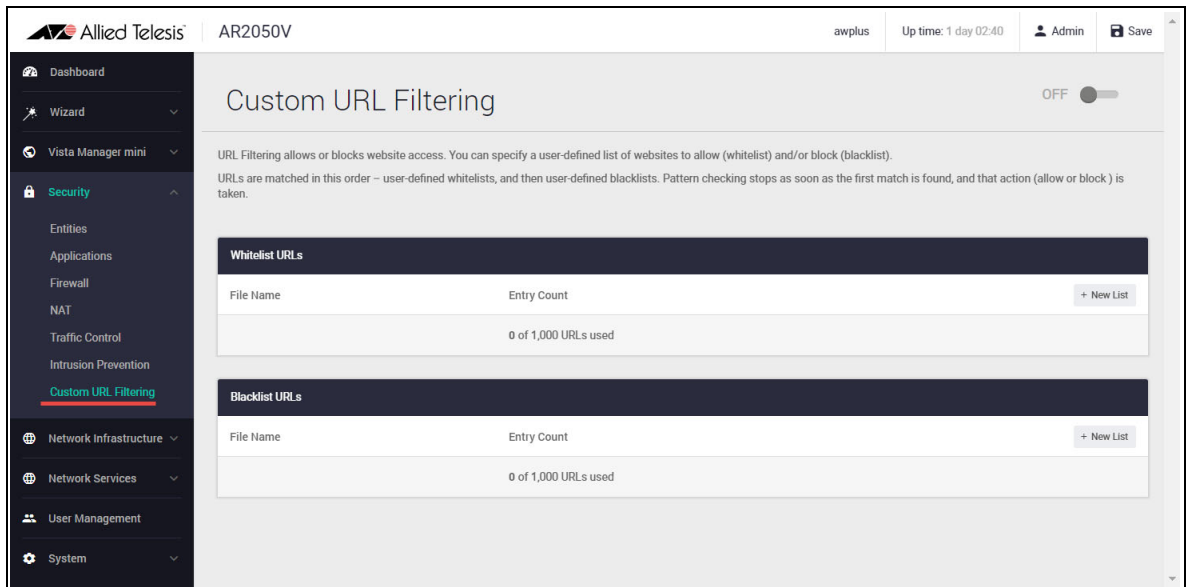 Allied Telesis
AR2050V
awplus
Up time: 1 day 02:40
Admin
Save
Dashboard
Wizard
Vista Manager mini
Security
Entities
Applications
Firewall
NAT
Traffic Control
Intrusion Prevention
Custom URL Filtering
Network Infrastructure
Network Services
User Management
System
Custom URL Filtering
OFF
URL Filtering allows or blocks website access. You can specify a user-defined list of websites to allow (whitelist) and/or block (blacklist).
URLs are matched in this order – user-defined whitelists, and then user-defined blacklists. Pattern checking stops as soon as the first match is found, and that action (allow or block ) is
taken.
Whitelist URLs
File Name
Entry Count
+ New List
0 of 1,000 URLs used
Blacklist URLs
File Name
Entry Count
+ New List
0 of 1,000 URLs used